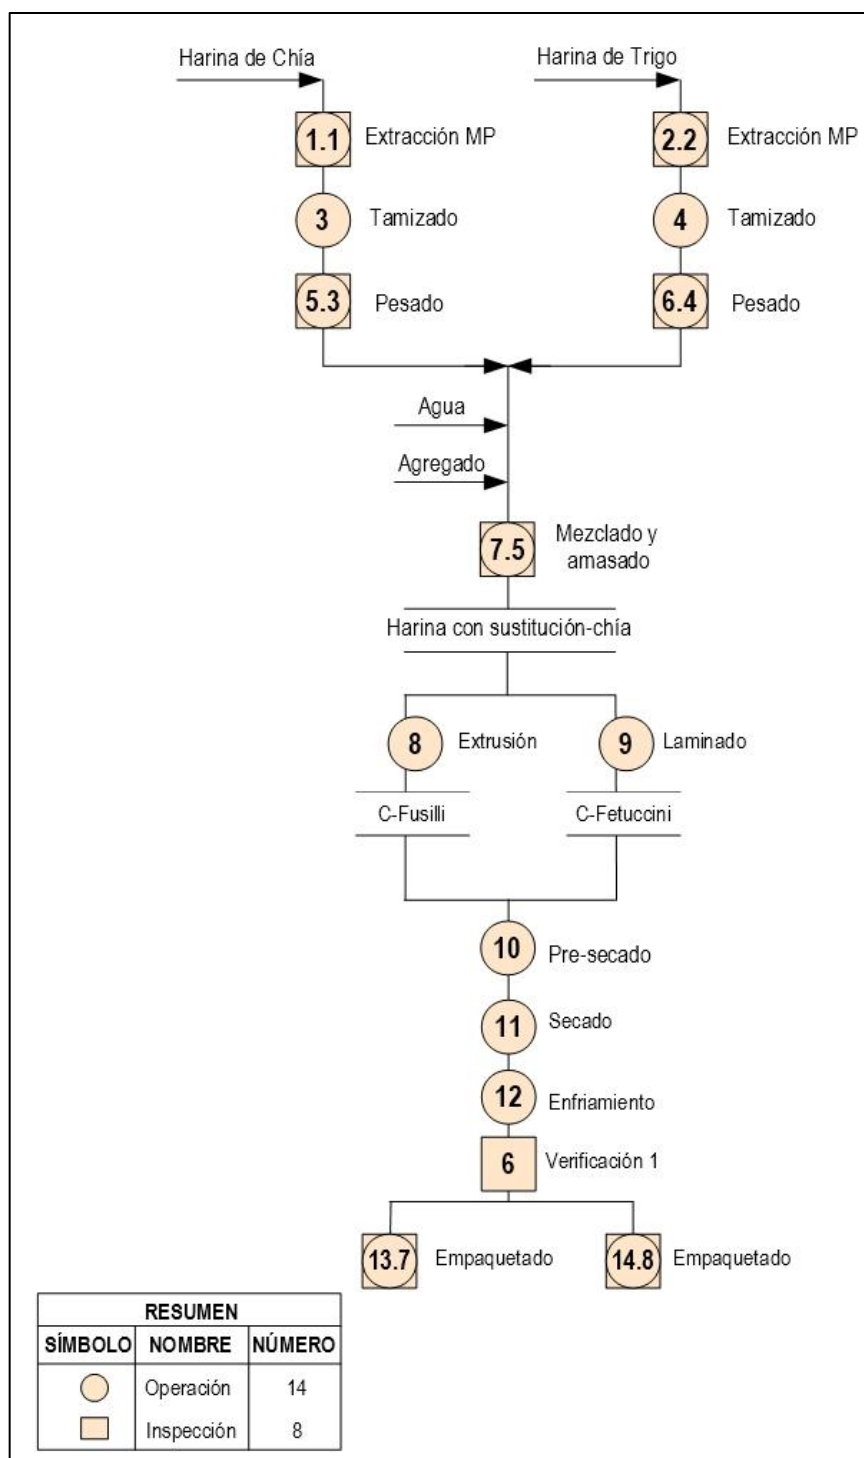 Harina de Chía
Harina de Trigo
1.1 Extracción MP
2.2 Extracción MP
3 Tamizado
4 Tamizado
5.3 Pesado
6.4 Pesado
Agua
Agregado
7.5 Mezclado y
amasado
Harina con sustitución-chía
8 Extrusión
9 Laminado
C-Fusilli
C-Fetuccini
10 Pre-secado
11 Secado
12 Enfriamiento
6 Verificación 1
13.7 Empaquetado
14.8 Empaquetado
RESUMEN
SÍMBOLO NOMBRE NÚMERO
Operación 14
Inspección 8